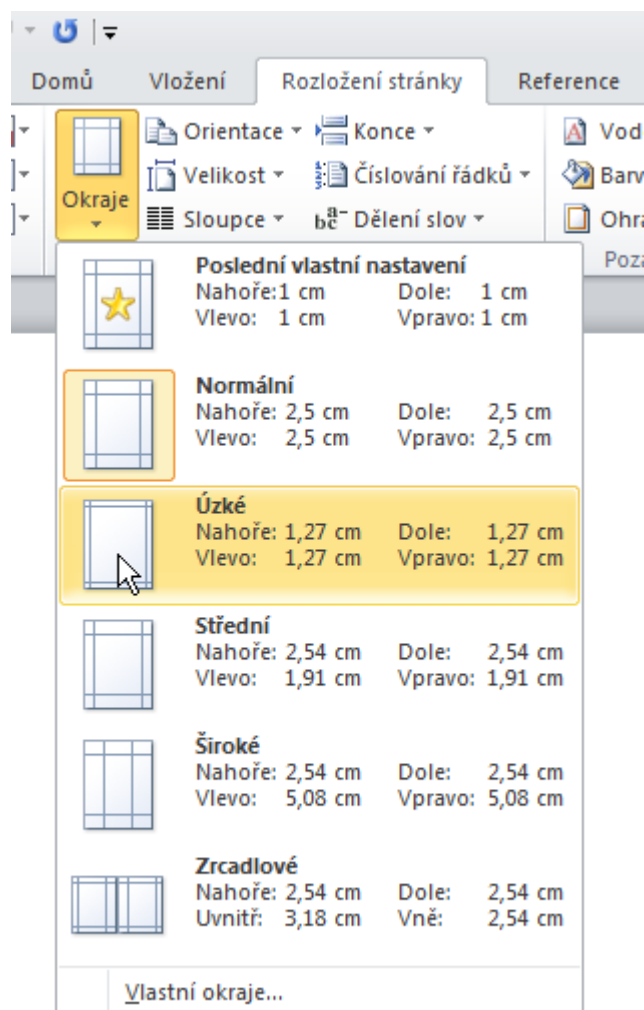 Domů Vložení Rozložení stránky Reference
Orientace Konce Vod
Velikost Číslování řádků Barv
Okraje
Sloupce Dělení slov Ohra
Poza
Poslední vlastní nastavení
Nahoře:1 cm Dole: 1 cm
Vlevo: 1 cm Vpravo: 1 cm
Normální
Nahoře: 2,5 cm Dole: 2,5 cm
Vlevo: 2,5 cm Vpravo: 2,5 cm
Úzké
Nahoře: 1,27 cm Dole: 1,27 cm
Vlevo: 1,27 cm Vpravo: 1,27 cm
Střední
Nahoře: 2,54 cm Dole: 2,54 cm
Vlevo: 1,91 cm Vpravo: 1,91 cm
Široké
Nahoře: 2,54 cm Dole: 2,54 cm
Vlevo: 5,08 cm Vpravo: 5,08 cm
Zrcadlové
Nahoře: 2,54 cm Dole: 2,54 cm
Uvnitř: 3,18 cm Vně: 2,54 cm
Vlastní okraje...